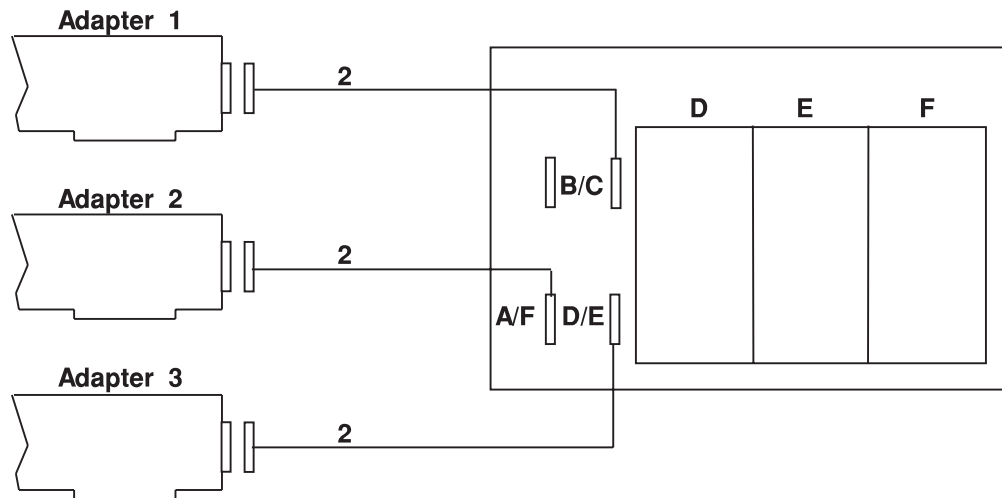 Adapter 1
2
D E F
B/C
Adapter 2
2
A/F D/E
Adapter 3
2